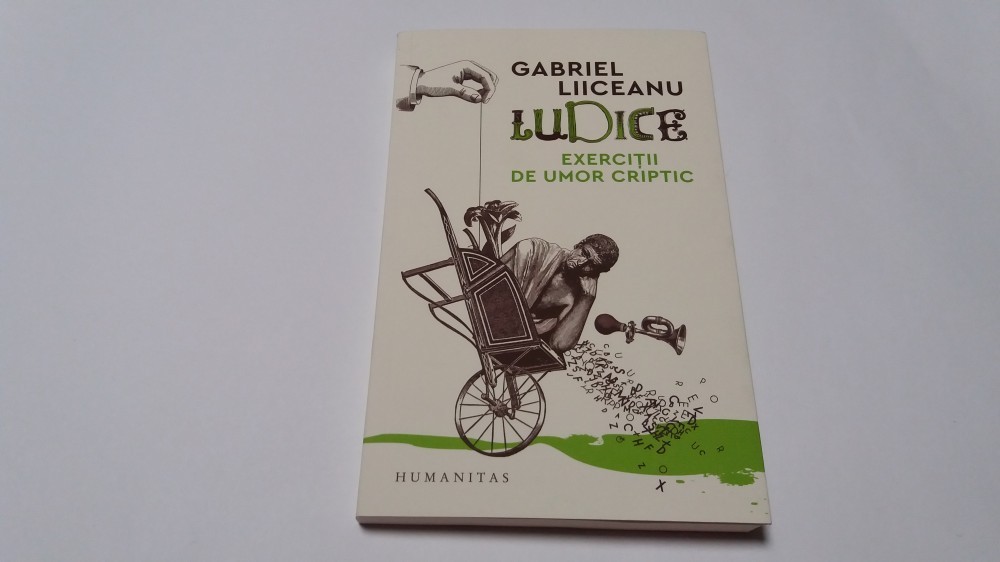 GABRIEL
LIICEANU
LUDICE
EXERCIȚII
DE UMOR CRIPTIC
HUMANITAS